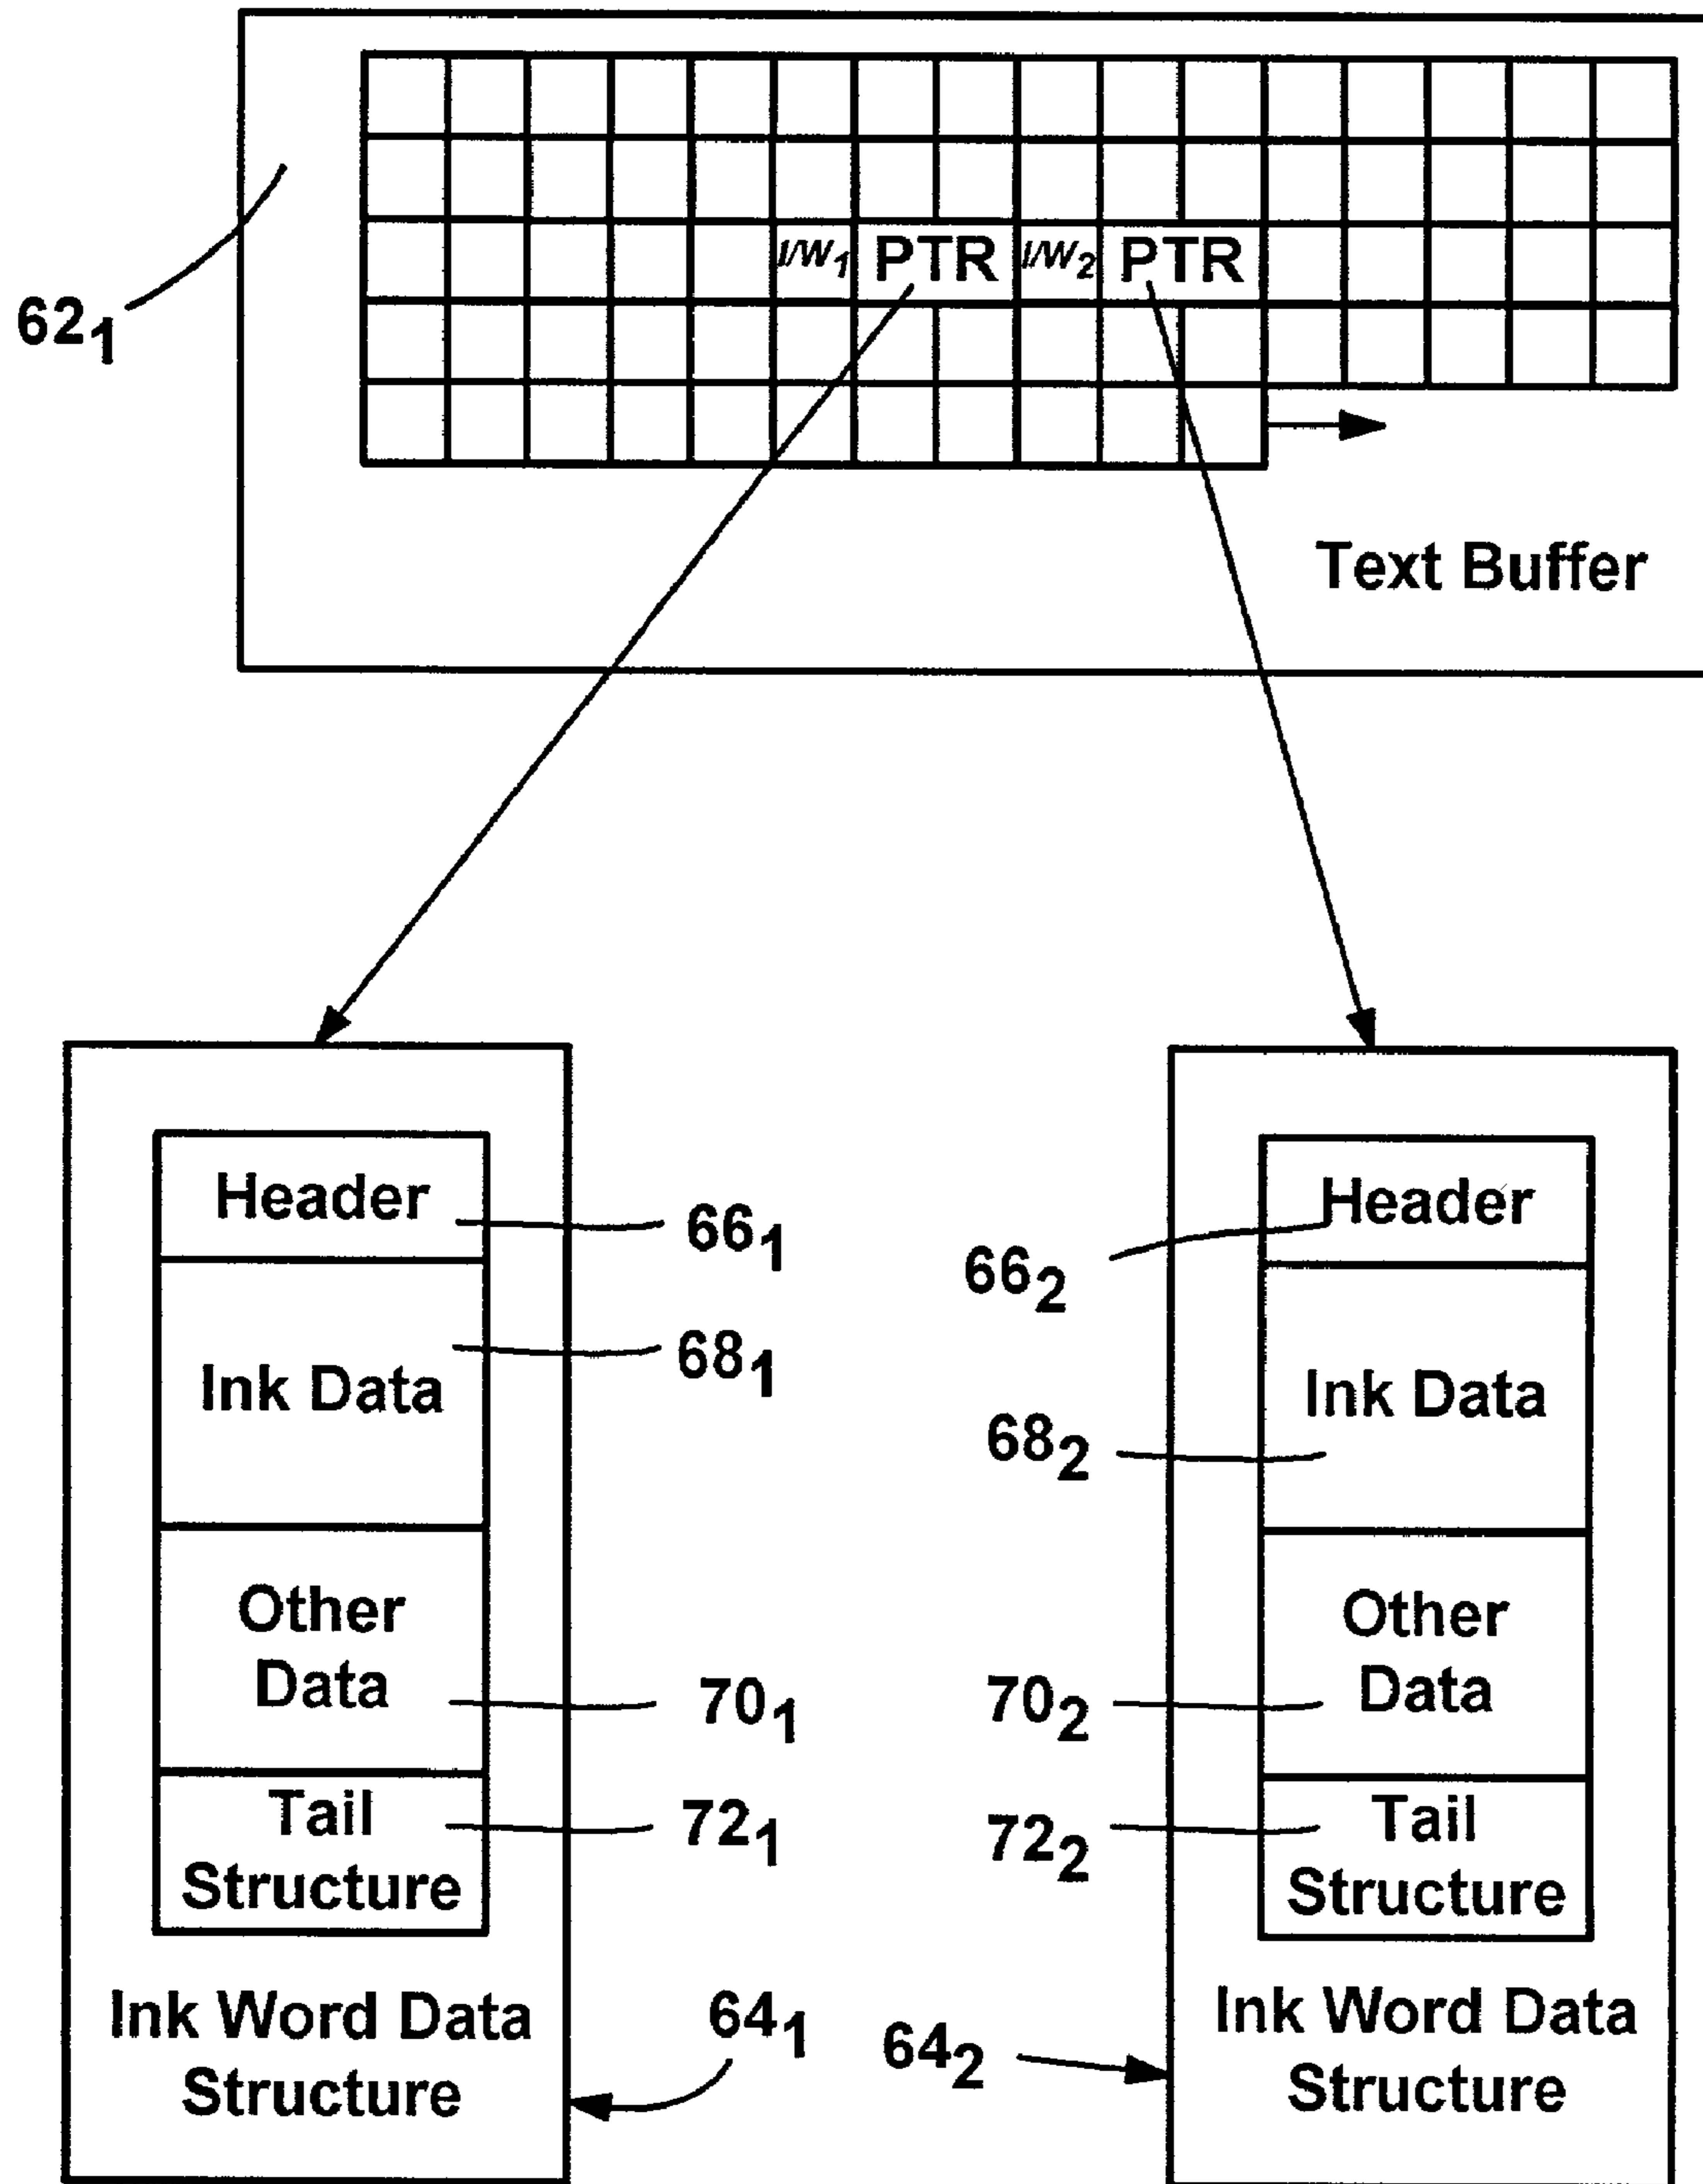 I/W1 PTR I/W2 PTR
621
Text Buffer
Header
661
Ink Data
681
Other
Data
701
Tail
Structure
721
Ink Word Data
Structure
641
Header
662
Ink Data
682
Other
Data
702
Tail
Structure
722
Ink Word Data
Structure
642